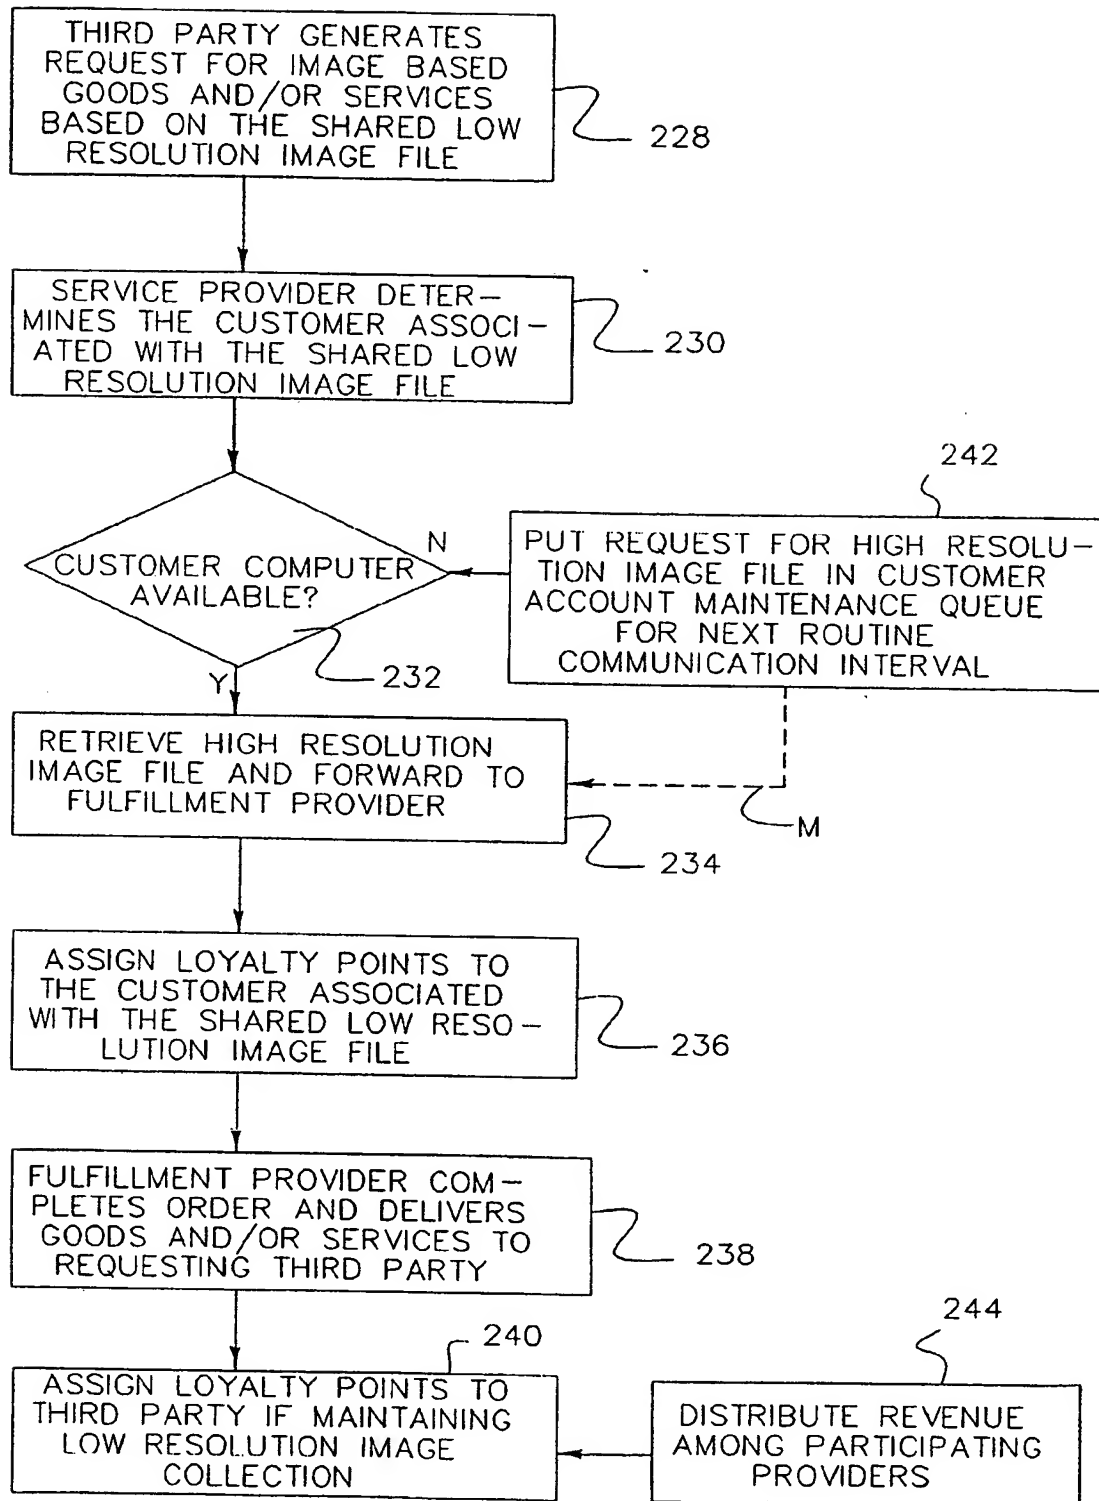 THIRD PARTY GENERATES
REQUEST FOR IMAGE BASED
GOODS AND/OR SERVICES
BASED ON THE SHARED LOW
RESOLUTION IMAGE FILE
228
SERVICE PROVIDER DETER-
MINES THE CUSTOMER ASSOCI-
ATED WITH THE SHARED LOW
RESOLUTION IMAGE FILE
230
CUSTOMER COMPUTER
AVAILABLE?
N
Y
232
242
PUT REQUEST FOR HIGH RESOLU-
TION IMAGE FILE IN CUSTOMER
ACCOUNT MAINTENANCE QUEUE
FOR NEXT ROUTINE
COMMUNICATION INTERVAL
M
RETRIEVE HIGH RESOLUTION
IMAGE FILE AND FORWARD TO
FULFILLMENT PROVIDER
234
ASSIGN LOYALTY POINTS TO
THE CUSTOMER ASSOCIATED
WITH THE SHARED LOW RESO-
LUTION IMAGE FILE
236
FULFILLMENT PROVIDER COM-
PLETES ORDER AND DELIVERS
GOODS AND/OR SERVICES TO
REQUESTING THIRD PARTY
238
240
ASSIGN LOYALTY POINTS TO
THIRD PARTY IF MAINTAINING
LOW RESOLUTION IMAGE
COLLECTION
244
DISTRIBUTE REVENUE
AMONG PARTICIPATING
PROVIDERS